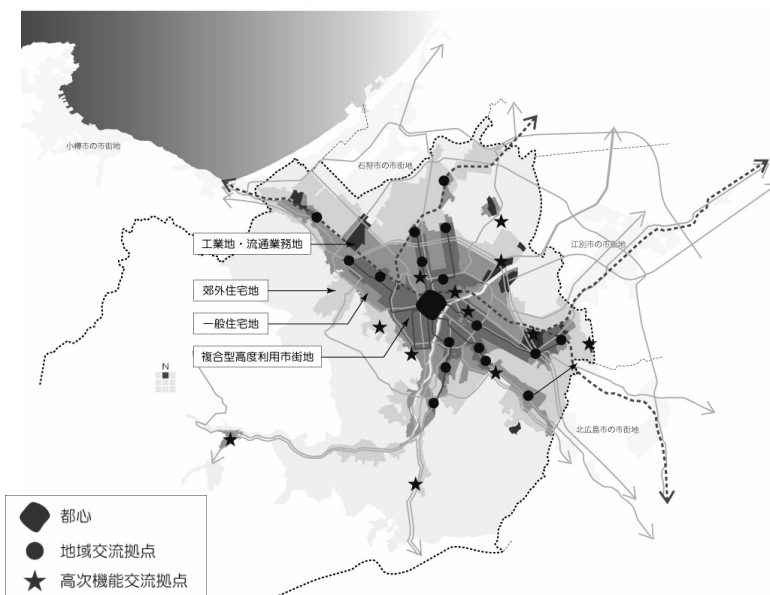 小樽市の市街地
石狩市の市街地
江別市の市街地
工業地・流通業務地
郊外住宅地
一般住宅地
複合型高度利用市街地
N
北広島市の市街地
都心
地域交流拠点
高次機能交流拠点